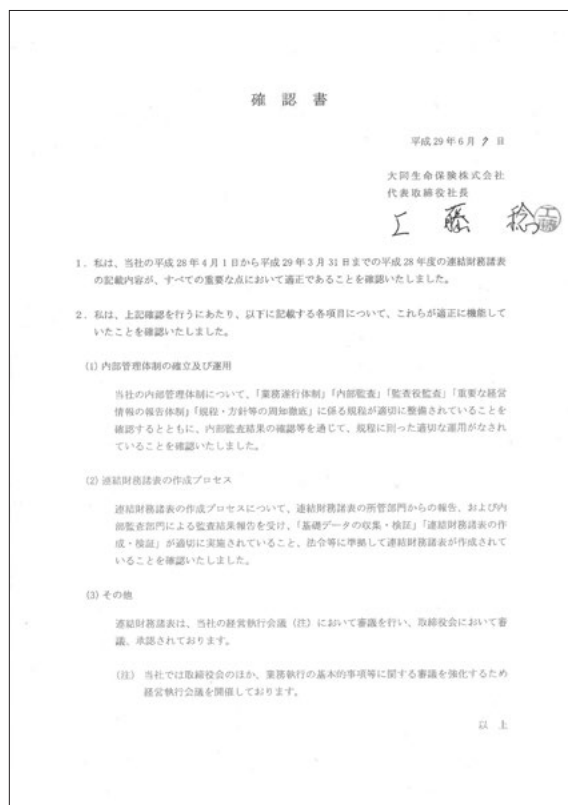 確認書
平成29年6月9日
大同生命保険株式会社
代表取締役社長
工藤 稔
1．私は、当社の平成28年4月1日から平成29年3月31日までの平成28年度の連結財務諸表
の記載内容が、すべての重要な点において適正であることを確認いたしました。
2．私は、上記確認を行うにあたり、以下に記載する各項目について、これらが適正に機能して
いたことを確認いたしました。
(1) 内部管理体制の確立及び運用
当社の内部管理体制について、「業務遂行体制」「内部監査」「監査役監査」「重要な経営
情報の報告体制」「規程・方針等の周知徹底」に係る規程が適切に整備されていることを
確認するとともに、内部監査結果の確認等を通じて、規程に則った適切な運用がなされ
ていることを確認いたしました。
(2) 連結財務諸表の作成プロセス
連結財務諸表の作成プロセスについて、連結財務諸表の所管部門からの報告、および内
部監査部門による監査結果報告を受け、「基礎データの収集・検証」「連結財務諸表の作
成・検証」が適切に実施されていること、法令等に準拠して連結財務諸表が作成されて
いることを確認いたしました。
(3) その他
連結財務諸表は、当社の経営執行会議（注）において審議を行い、取締役会において審
議、承認されております。
（注） 当社では取締役会のほか、業務執行の基本的事項等に関する審議を強化するため
経営執行会議を開催しております。
以 上